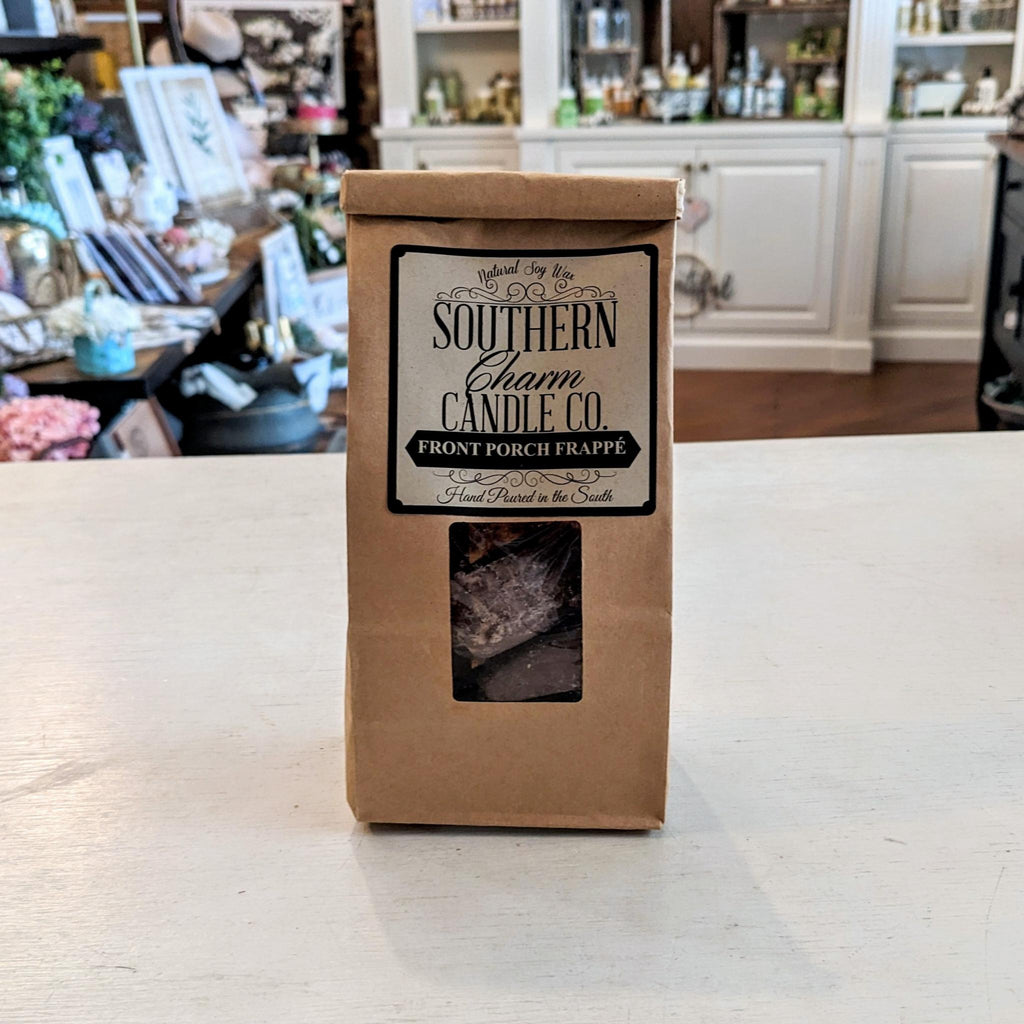 Natural Soy Wax
SOUTHERN
Charm
CANDLE CO.
FRONT PORCH FRAPPÉ
Hand Poured in the South